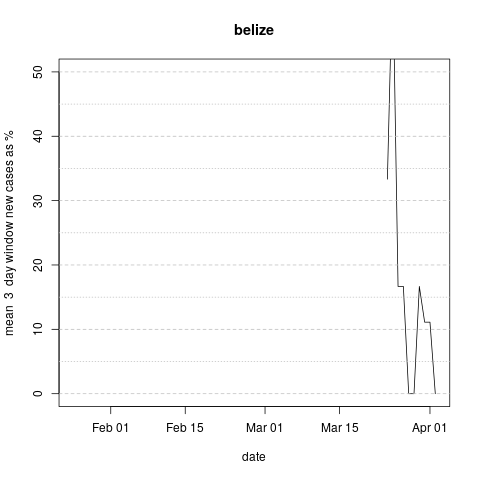 belize
mean 3 day window new cases as %
50
40
30
20
10
0
Feb 01
Feb 15
Mar 01
Mar 15
Apr 01
date